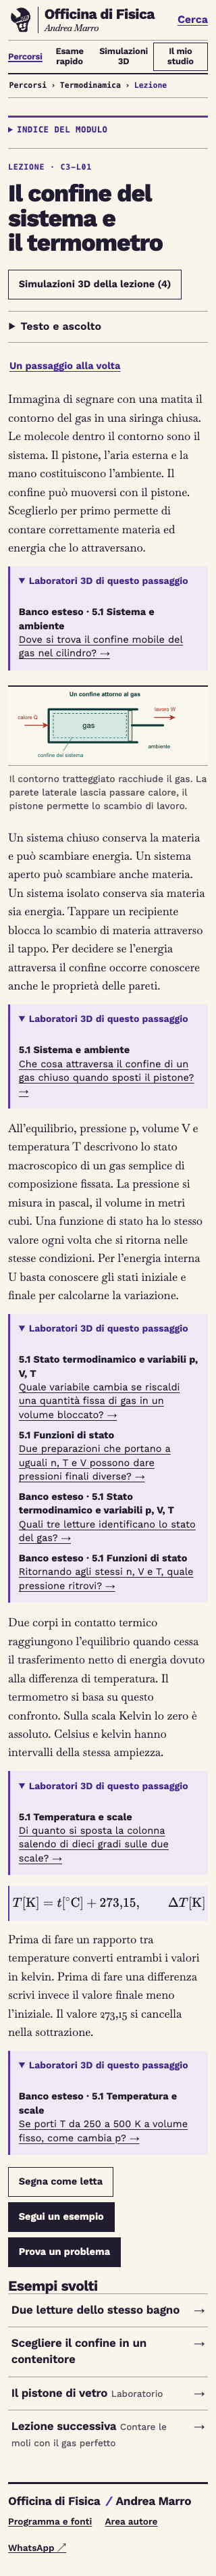 Officina di Fisica
Andrea Marro
Cerca
Percorsi
Esame
rapido
Simulazioni
3D
Il mio
studio
Percorsi › Termodinamica › Lezione
▶ INDICE DEL MODULO
LEZIONE · C3–L01
Il confine del
sistema e
il termometro
Simulazioni 3D della lezione (4)
▶ Testo e ascolto
Un passaggio alla volta
Immagina di segnare con una matita il
contorno del gas in una siringa chiusa.
Le molecole dentro il contorno sono il
sistema. Il pistone, l’aria esterna e la
mano costituiscono l’ambiente. Il
confine può muoversi con il pistone.
Sceglierlo per primo permette di
contare correttamente materia ed
energia che lo attraversano.
▼ Laboratori 3D di questo passaggio
Banco esteso · 5.1 Sistema e
ambiente
Dove si trova il confine mobile del
gas nel cilindro? →
Un confine attorno al gas
calore Q
lavoro W
gas
ambiente
confine del sistema
Il contorno tratteggiato racchiude il gas. La
parete laterale lascia passare calore, il
pistone permette lo scambio di lavoro.
Un sistema chiuso conserva la materia
e può scambiare energia. Un sistema
aperto può scambiare anche materia.
Un sistema isolato conserva sia materia
sia energia. Tappare un recipiente
blocca lo scambio di materia attraverso
il tappo. Per decidere se l’energia
attraversa il confine occorre conoscere
anche le proprietà delle pareti.
▼ Laboratori 3D di questo passaggio
5.1 Sistema e ambiente
Che cosa attraversa il confine di un
gas chiuso quando sposti il pistone?
→
All’equilibrio, pressione p, volume V e
temperatura T descrivono lo stato
macroscopico di un gas semplice di
composizione fissata. La pressione si
misura in pascal, il volume in metri
cubi. Una funzione di stato ha lo stesso
valore ogni volta che si ritorna nelle
stesse condizioni. Per l’energia interna
U basta conoscere gli stati iniziale e
finale per calcolarne la variazione.
▼ Laboratori 3D di questo passaggio
5.1 Stato termodinamico e variabili p,
V, T
Quale variabile cambia se riscaldi
una quantità fissa di gas in un
volume bloccato? →
5.1 Funzioni di stato
Due preparazioni che portano a
uguali n, T e V possono dare
pressioni finali diverse? →
Banco esteso · 5.1 Stato
termodinamico e variabili p, V, T
Quali tre letture identificano lo stato
del gas? →
Banco esteso · 5.1 Funzioni di stato
Ritornando agli stessi n, V e T, quale
pressione ritrovi? →
Due corpi in contatto termico
raggiungono l’equilibrio quando cessa
il trasferimento netto di energia dovuto
alla differenza di temperatura. Il
termometro si basa su questo
confronto. Sulla scala Kelvin lo zero è
assoluto. Celsius e kelvin hanno
intervalli della stessa ampiezza.
▼ Laboratori 3D di questo passaggio
5.1 Temperatura e scale
Di quanto si sposta la colonna
salendo di dieci gradi sulle due
scale? →
T[K] = t[°C] + 273,15, ΔT[K]
Prima di fare un rapporto tra
temperature converti entrambi i valori
in kelvin. Prima di fare una differenza
scrivi invece il valore finale meno
l’iniziale. Il valore 273,15 si cancella
nella sottrazione.
▼ Laboratori 3D di questo passaggio
Banco esteso · 5.1 Temperatura e
scale
Se porti T da 250 a 500 K a volume
fisso, come cambia p? →
Segna come letta
Segui un esempio
Prova un problema
Esempi svolti
Due letture dello stesso bagno →
Scegliere il confine in un →
contenitore
Il pistone di vetro Laboratorio →
Lezione successiva Contare le →
moli con il gas perfetto
Officina di Fisica / Andrea Marro
Programma e fonti Area autore
WhatsApp ↗